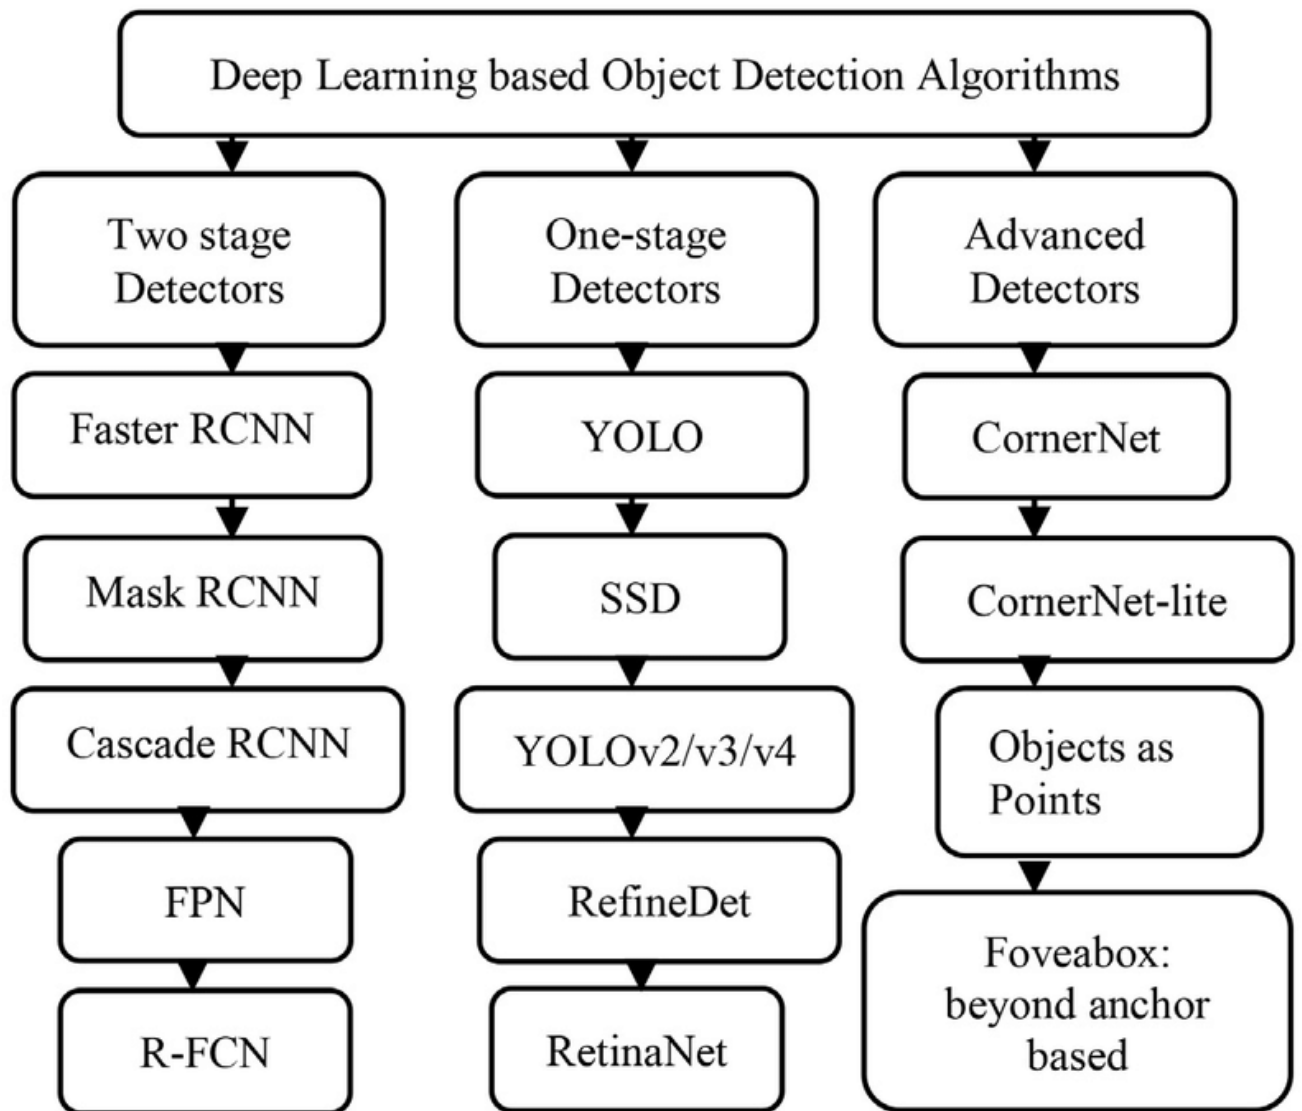 Deep Learning based Object Detection Algorithms
Two stage
Detectors
Faster RCNN
Mask RCNN
Cascade RCNN
FPN
R-FCN
One-stage
Detectors
YOLO
SSD
YOLOv2/v3/v4
RefineDet
RetinaNet
Advanced
Detectors
CornerNet
CornerNet-lite
Objects as
Points
Foveabox:
beyond anchor
based